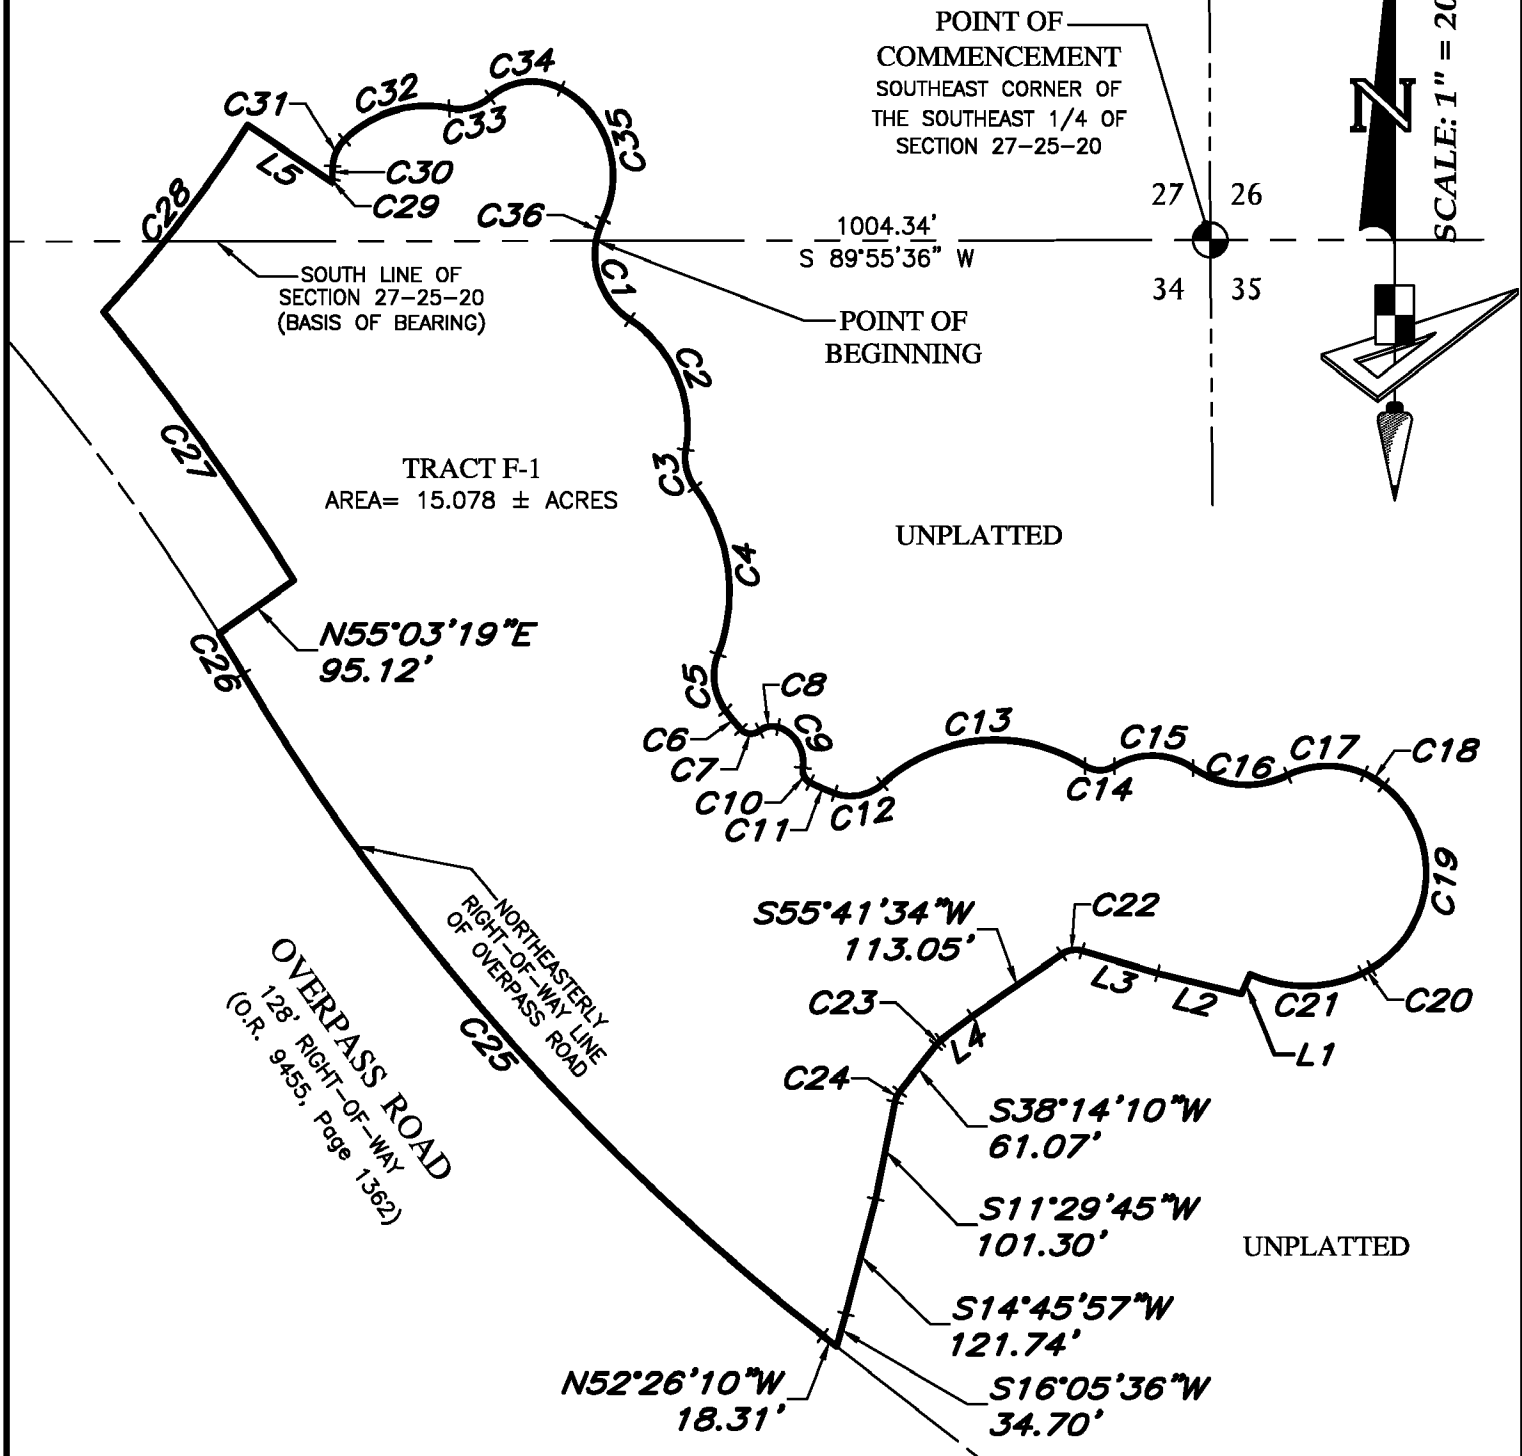 POINT OF
COMMENCEMENT
SOUTHEAST CORNER OF
THE SOUTHEAST 1/4 OF
SECTION 27-25-20
N
SCALE: 1" = 20
27
26
34
35
1004.34'
S 89°55'36" W
C34
C32
C31
C33
C35
L5
C30
C29
C28
C36
SOUTH LINE OF
SECTION 27-25-20
(BASIS OF BEARING)
C1
POINT OF
BEGINNING
C2
C27
TRACT F-1
AREA= 15.078 ± ACRES
C3
UNPLATTED
C4
N55°03'19"E
95.12'
C26
C5
C8
C6
C7
C9
C10
C11
C12
C13
C14
C15
C16
C17
C18
C19
S55°41'34"W
113.05'
C22
L3
L2
C21
C20
L1
C23
L4
C24
NORTHEASTERLY
RIGHT-OF-WAY LINE
OF OVERPASS ROAD
C25
OVERPASS ROAD
128' RIGHT-OF-WAY
(O.R. 9455, Page 1362)
S38°14'10"W
61.07'
S11°29'45"W
101.30'
UNPLATTED
S14°45'57"W
121.74'
N52°26'10"W
18.31'
S16°05'36"W
34.70'